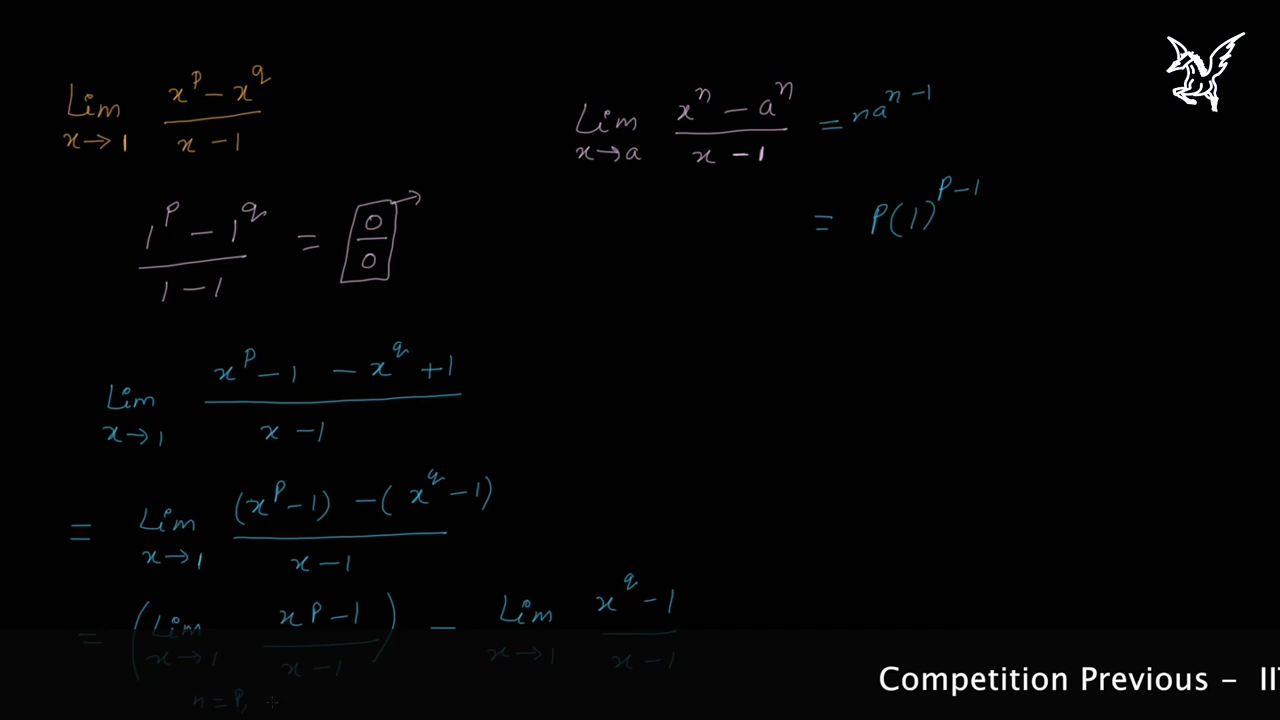 Lim x→1 (x^p − x^q)/(x − 1)
(1^p − 1^q)/(1 − 1) = 0/0 →
Lim x→1 (x^p − 1 − x^q + 1)/(x − 1)
= Lim x→1 ((x^p − 1) − (x^q − 1))/(x − 1)
= (Lim x→1 (x^p − 1)/(x − 1)) − Lim x→1 (x^q − 1)/(x − 1)
n = P,
Lim x→a (x^n − a^n)/(x − 1) = na^(n−1)
= P(1)^(P−1)
Competition Previous – II